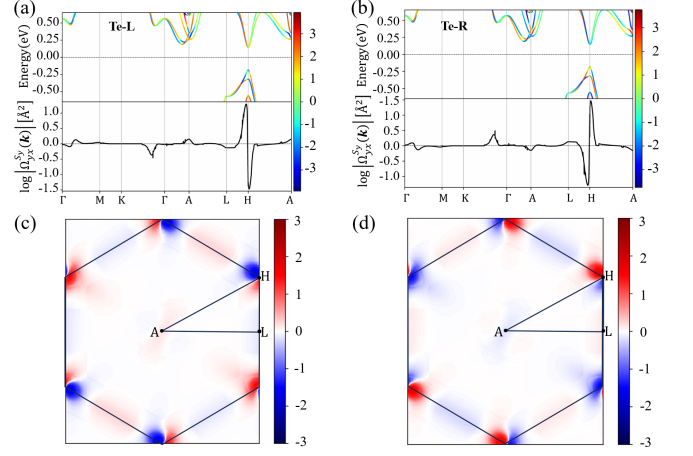 (a)
Te-L
Energy(eV)
0.50
0.25
0.00
-0.25
-0.50
log|Ω^{S_y}_{yx}(k)| [Å²]
1.0
0.5
0.0
-0.5
-1.0
-1.5
Γ M K Γ A L H A
3
2
1
0
-1
-2
-3
(b)
Te-R
Energy(eV)
0.50
0.25
0.00
-0.25
-0.50
log|Ω^{S_y}_{yx}(k)| [Å²]
-1.5
1.0
0.5
0.0
-0.5
-1.0
Γ M K Γ A L H A
3
2
1
0
-1
-2
-3
(c)
H
A
L
3
2
1
0
-1
-2
-3
(d)
H
A
L
3
2
1
0
-1
-2
-3